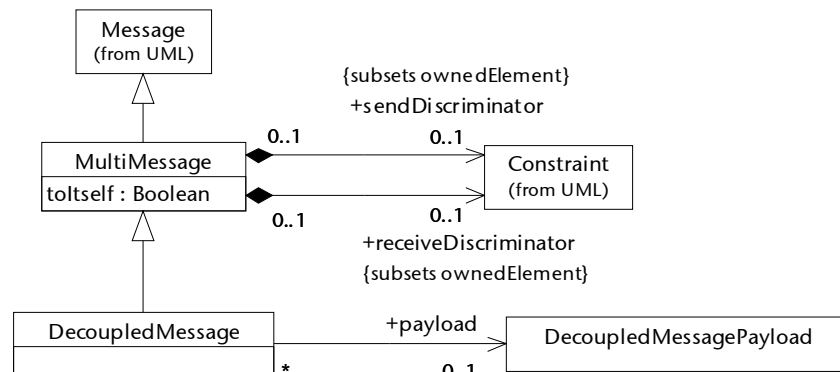 Message
(from UML)
{subsets ownedElement}
+sendDiscriminator
0..1
0..1
MultiMessage
Constraint
(from UML)
toItself : Boolean
0..1
0..1
+receiveDiscriminator
{subsets ownedElement}
DecoupledMessage
+payload
DecoupledMessagePayload
*
0..1